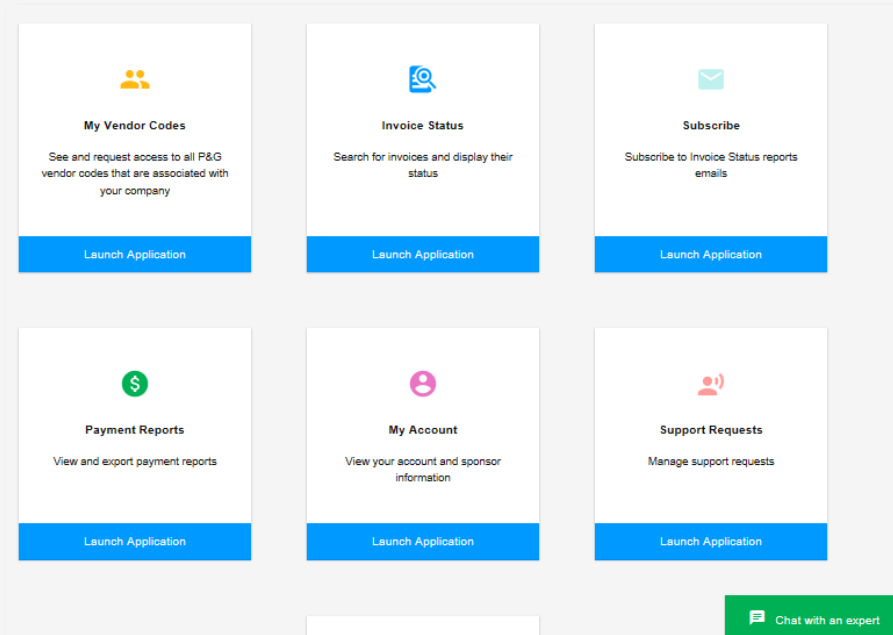 My Vendor Codes
See and request access to all P&G
vendor codes that are associated with
your company
Launch Application
Invoice Status
Search for invoices and display their
status
Launch Application
Subscribe
Subscribe to Invoice Status reports
emails
Launch Application
Payment Reports
View and export payment reports
Launch Application
My Account
View your account and sponsor
information
Launch Application
Support Requests
Manage support requests
Launch Application
Chat with an expert